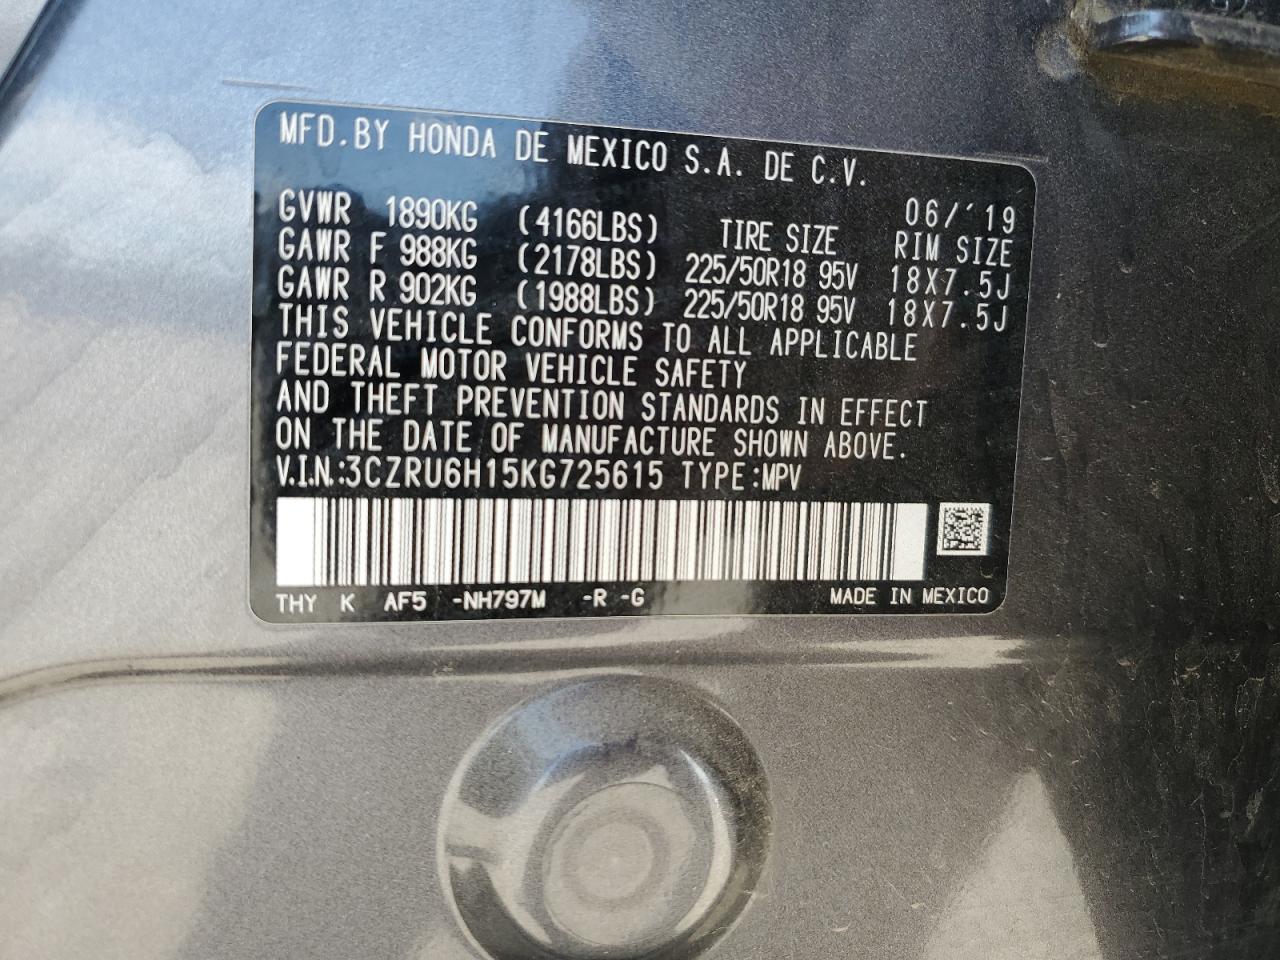 MFD.BY HONDA DE MEXICO S.A. DE C.V.
06/´19
GVWR 1890KG (4166LBS) TIRE SIZE RIM SIZE
GAWR F 988KG (2178LBS) 225/50R18 95V 18X7.5J
GAWR R 902KG (1988LBS) 225/50R18 95V 18X7.5J
THIS VEHICLE CONFORMS TO ALL APPLICABLE
FEDERAL MOTOR VEHICLE SAFETY
AND THEFT PREVENTION STANDARDS IN EFFECT
ON THE DATE OF MANUFACTURE SHOWN ABOVE.
V.I.N.:3CZRU6H15KG725615 TYPE:MPV
THY K AF5 -NH797M -R -G MADE IN MEXICO